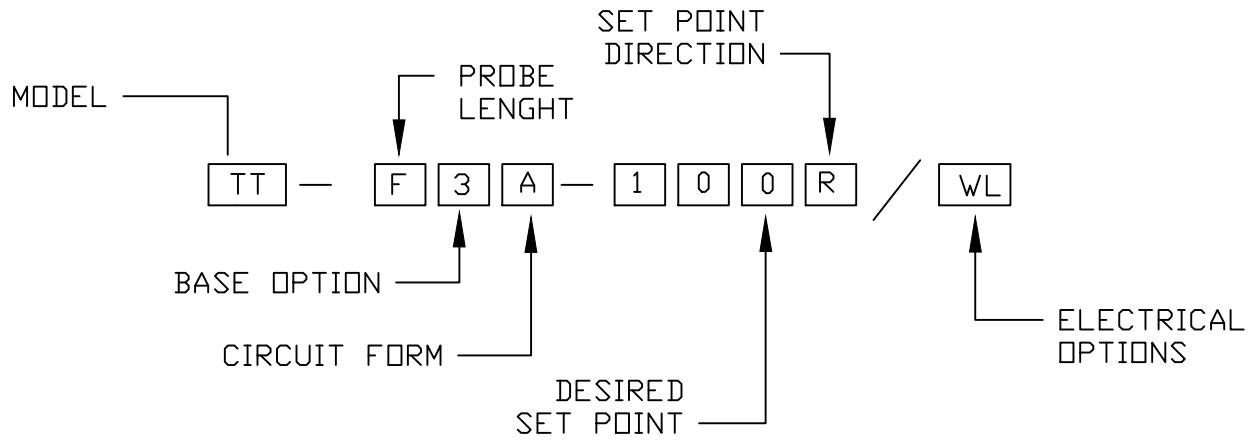 SET POINT
DIRECTION
PROBE
LENGHT
MODEL
TT — F 3 A — 1 0 0 R / WL
BASE OPTION
ELECTRICAL
OPTIONS
CIRCUIT FORM
DESIRED
SET POINT